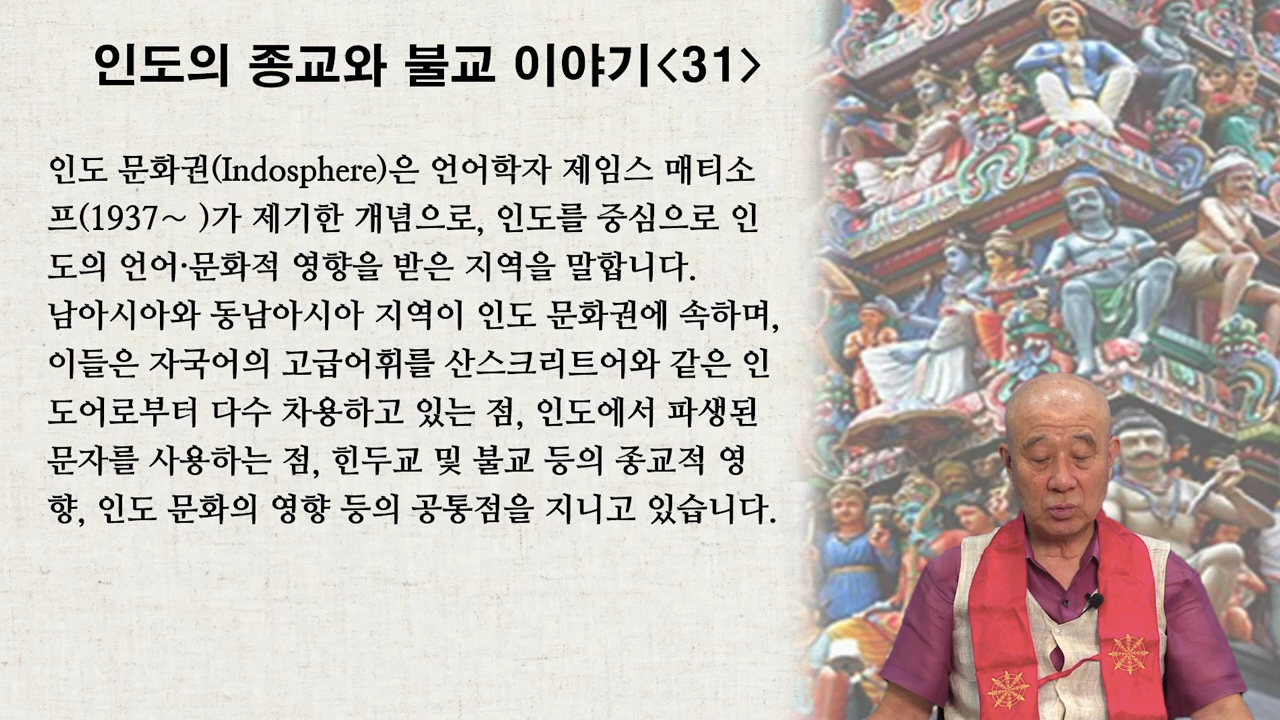 인도의 종교와 불교 이야기<31>
인도 문화권(Indosphere)은 언어학자 제임스 매티소
프(1937~ )가 제기한 개념으로, 인도를 중심으로 인
도의 언어·문화적 영향을 받은 지역을 말합니다.
남아시아와 동남아시아 지역이 인도 문화권에 속하며,
이들은 자국어의 고급어휘를 산스크리트어와 같은 인
도어로부터 다수 차용하고 있는 점, 인도에서 파생된
문자를 사용하는 점, 힌두교 및 불교 등의 종교적 영
향, 인도 문화의 영향 등의 공통점을 지니고 있습니다.